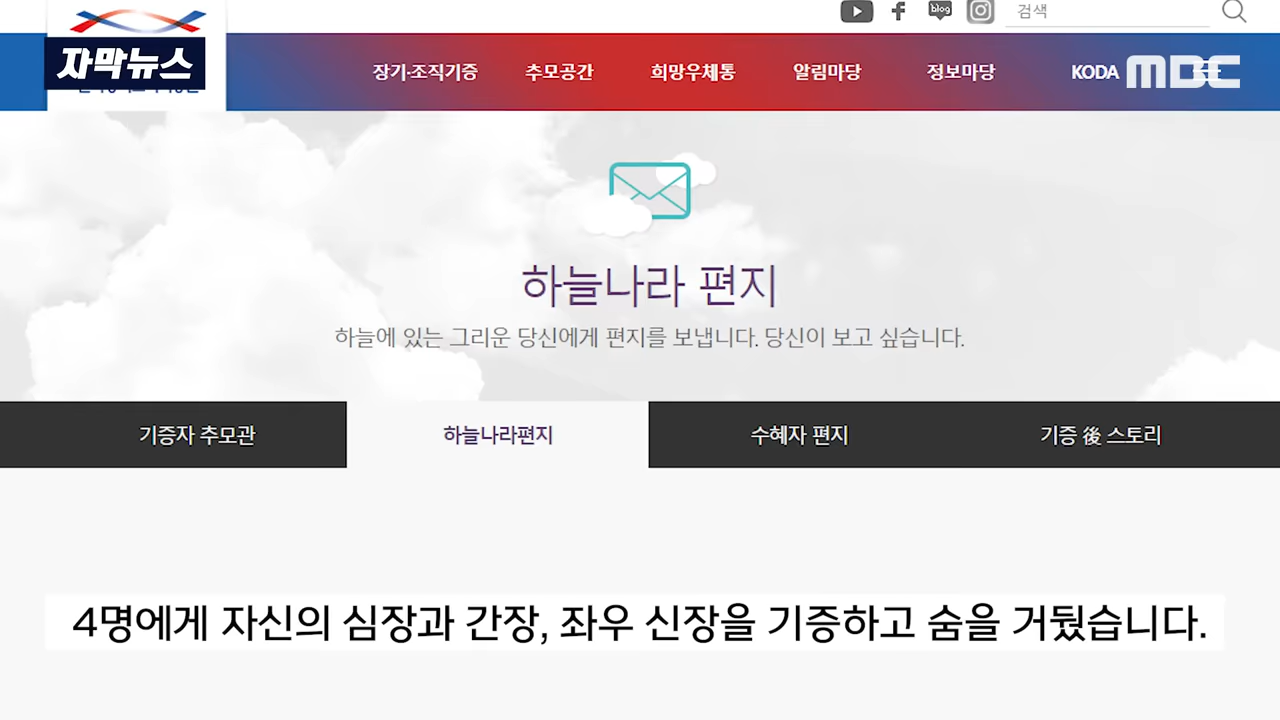 blog
검색
자막뉴스
장기·조직기증
추모공간
희망우체통
알림마당
정보마당
KODA
MBC
하늘나라 편지
하늘에 있는 그리운 당신에게 편지를 보냅니다. 당신이 보고 싶습니다.
기증자 추모관
하늘나라편지
수혜자 편지
기증 後 스토리
4명에게 자신의 심장과 간장, 좌우 신장을 기증하고 숨을 거뒀습니다.